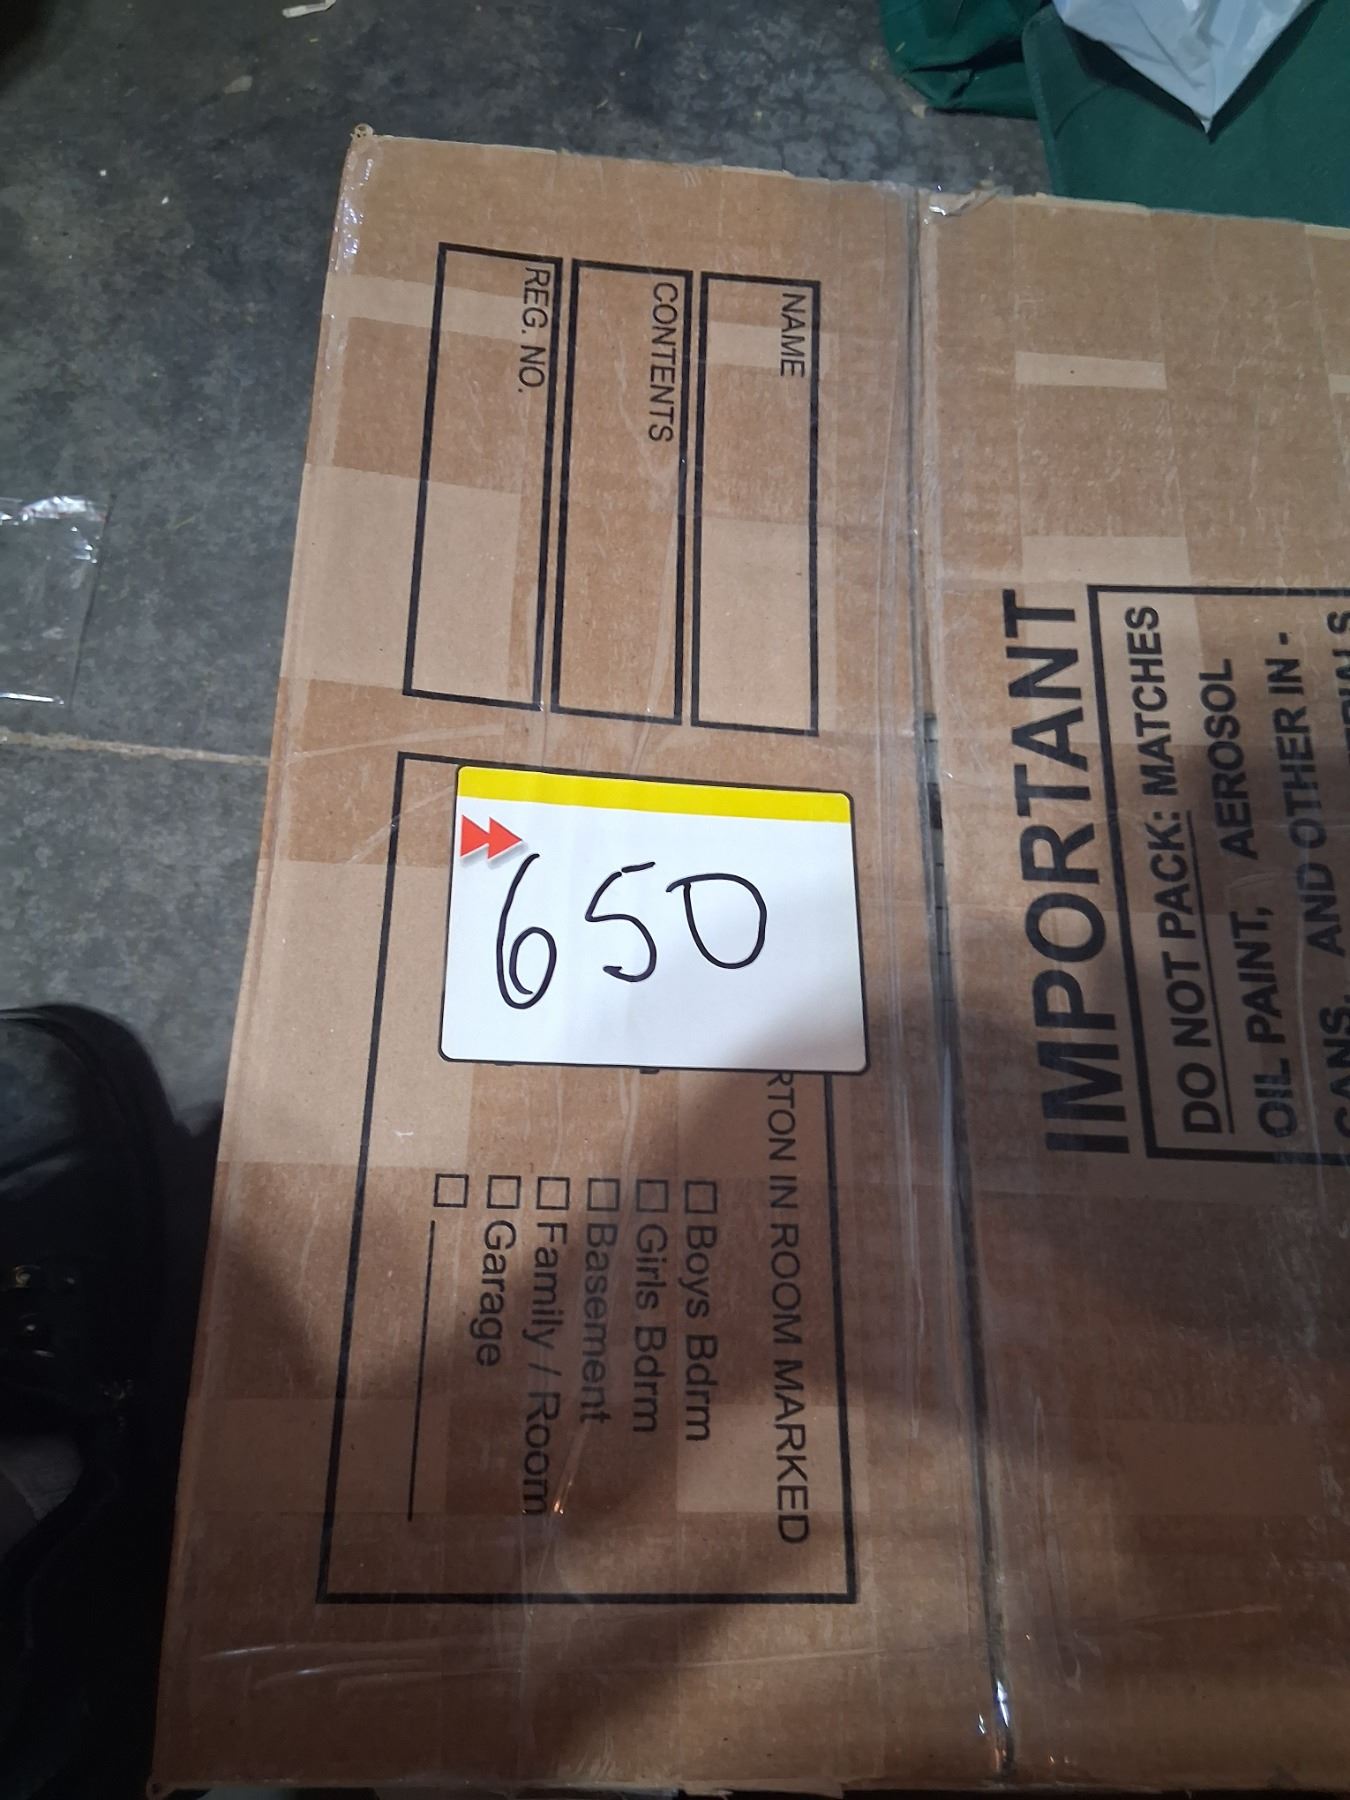 NAME
CONTENTS
REG. NO.
650
RTON IN ROOM MARKED
Boys Bdrm
Girls Bdrm
Basement
Family / Room
Garage
IMPORTANT
DO NOT PACK: MATCHES
OIL PAINT, AEROSOL
CANS, AND OTHER IN -